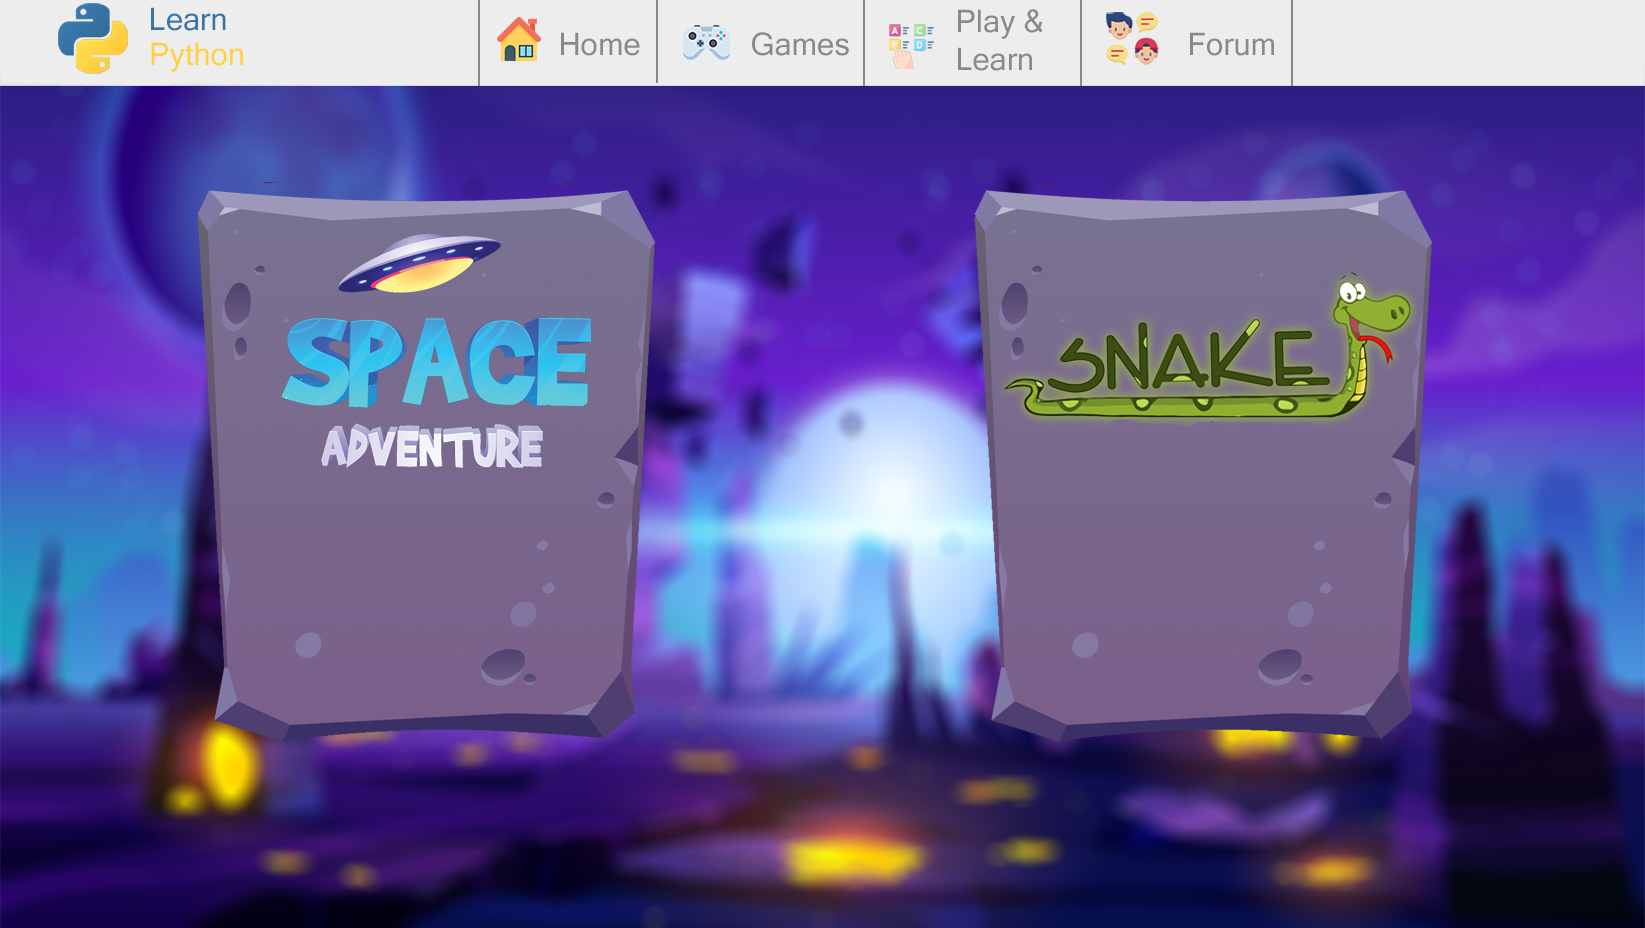 Learn
Python
Home
Games
Play &
Learn
Forum
A
C
B
D
SPACE
ADVENTURE
SNAKE